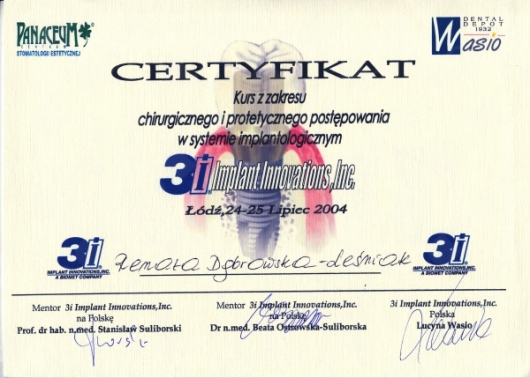 PANACEUM
CENTRUM
STOMATOLOGII ESTETYCZNEJ
DENTAL
DEPOT
1932
Wasio
CERTYFIKAT
Kurs z zakresu
chirurgicznego i protetycznego postępowania
w systemie implantologicznym
3i Implant Innovations, Inc.
Łódź, 24-25 Lipiec 2004
3i
IMPLANT INNOVATIONS, INC.
A BIOMET COMPANY
Renata Dąbrowska-Leśniak
3i
IMPLANT INNOVATIONS, INC.
A BIOMET COMPANY
Mentor 3i Implant Innovations,Inc.
na Polskę
Prof. dr hab. n.med. Stanisław Suliborski
Mentor 3i Implant Innovations,Inc.
na Polskę
Dr n.med. Beata Ostrowska-Suliborska
3i Implant Innovations,Inc.
Polska
Lucyna Wasio